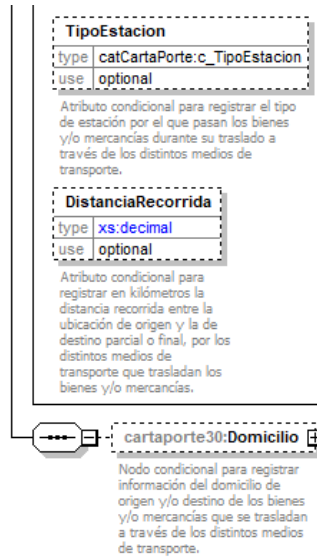 TipoEstacion
type catCartaPorte:c_TipoEstacion
use optional
Atributo condicional para registrar el tipo
de estación por el que pasan los bienes
y/o mercancías durante su traslado a
través de los distintos medios de
transporte.
DistanciaRecorrida
type xs:decimal
use optional
Atributo condicional para
registrar en kilómetros la
distancia recorrida entre la
ubicación de origen y la de
destino parcial o final, por los
distintos medios de
transporte que trasladan los
bienes y/o mercancías.
cartaporte30:Domicilio
Nodo condicional para registrar
información del domicilio de
origen y/o destino de los bienes
y/o mercancías que se trasladan
a través de los distintos medios
de transporte.